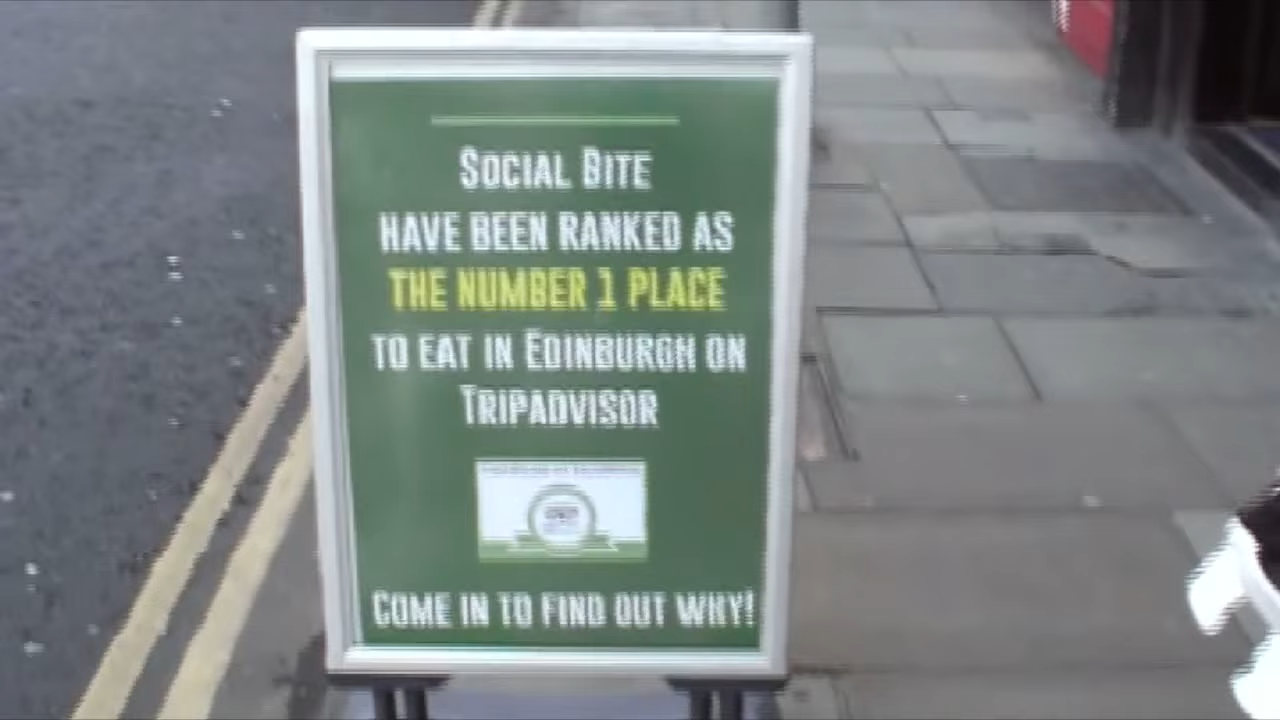 Social Bite
have been ranked as
the number 1 place
to eat in Edinburgh on
Tripadvisor
Come in to find out why!